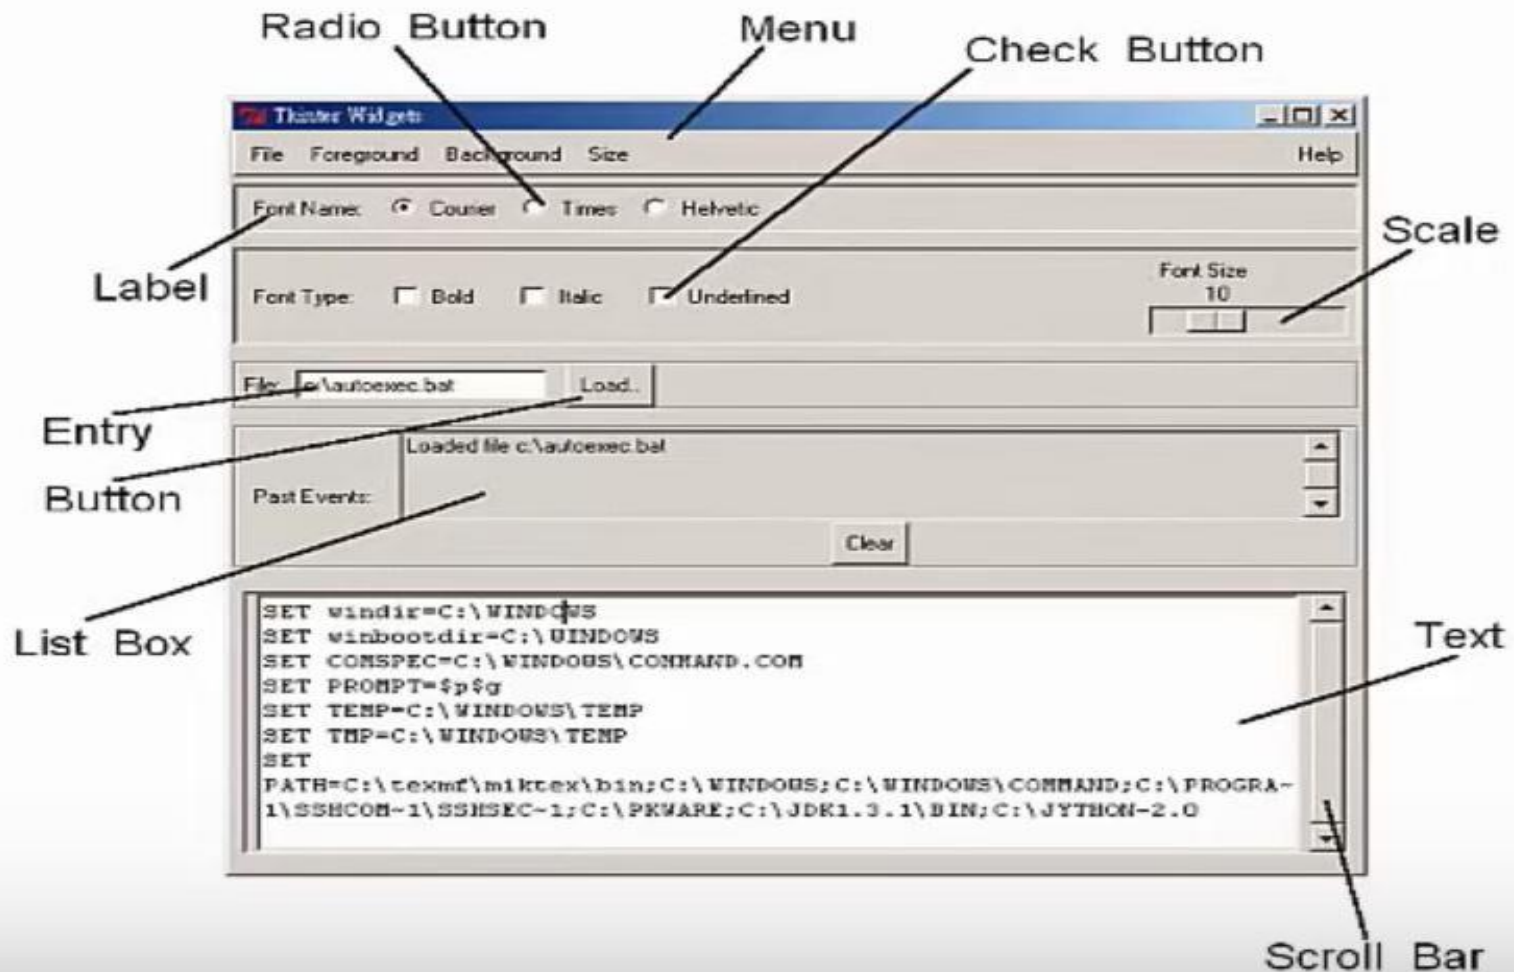 Radio Button
Menu
Check Button
Tkinter Widgets
File Foreground Background Size Help
Font Name: Courier Times Helvetic
Scale
Label
Font Size
10
Font Type: Bold Italic Underlined
File: c:\autoexec.bat Load..
Entry
Button
Loaded file c:\autoexec.bat
Past Events:
Clear
List Box
Text
SET windir=C:\WINDOWS
SET winbootdir=C:\WINDOWS
SET COMSPEC=C:\WINDOWS\COMMAND.COM
SET PROMPT=$p$g
SET TEMP=C:\WINDOWS\TEMP
SET TMP=C:\WINDOWS\TEMP
SET
PATH=C:\texmf\miktex\bin;C:\WINDOWS;C:\WINDOWS\COMMAND;C:\PROGRA~
1\SSHCOM~1\SSHSEC~1;C:\PKWARE;C:\JDK1.3.1\BIN;C:\JYTHON-2.0
Scroll Bar